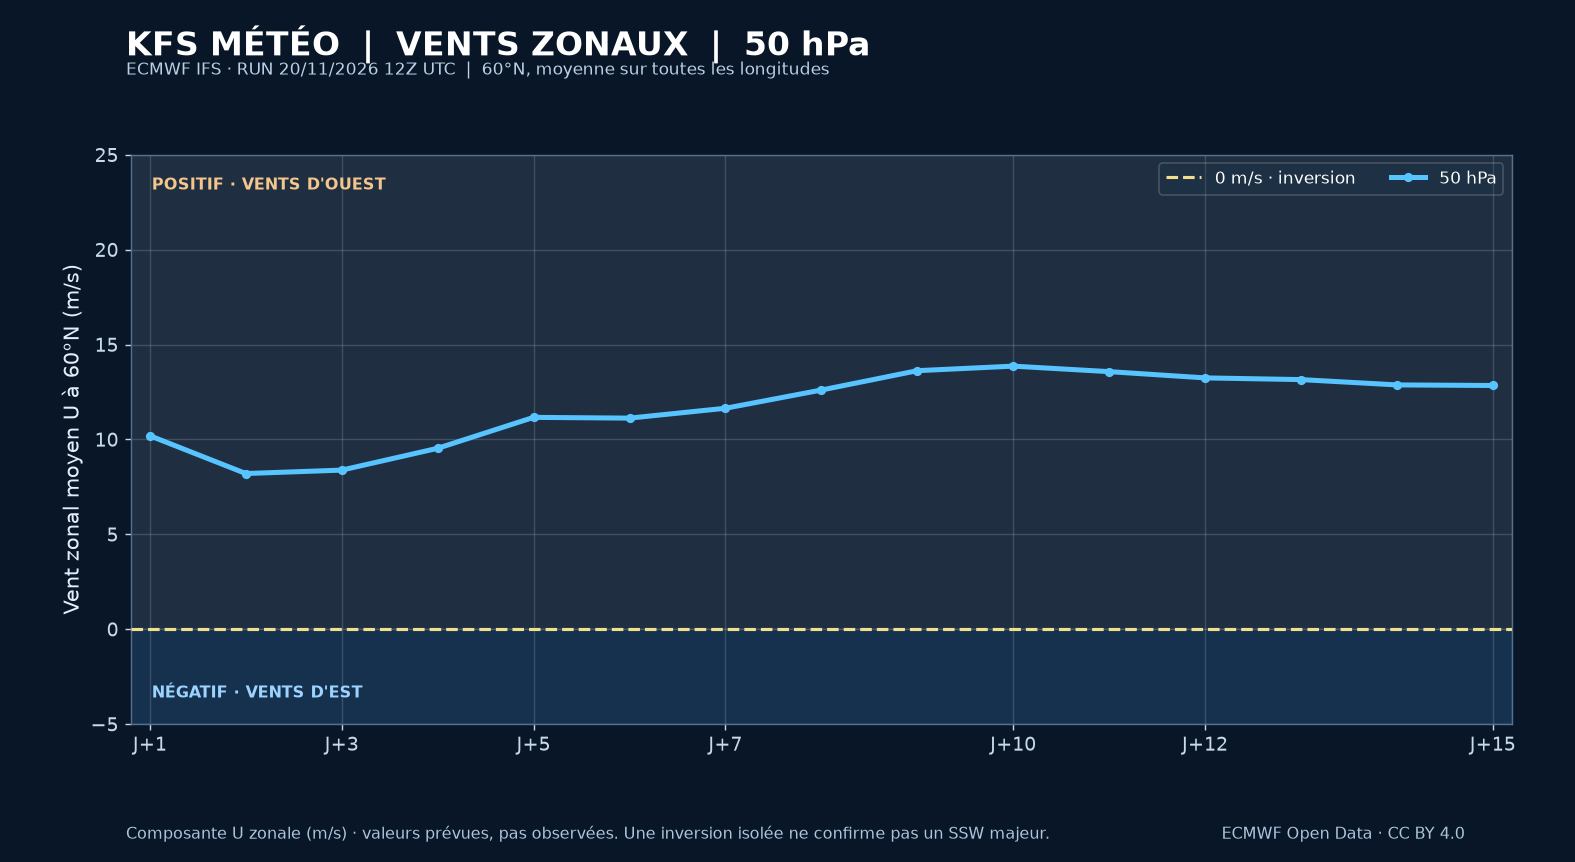 KFS MÉTÉO | VENTS ZONAUX | 50 hPa
ECMWF IFS · RUN 20/11/2026 12Z UTC | 60°N, moyenne sur toutes les longitudes
POSITIF · VENTS D'OUEST
0 m/s · inversion
50 hPa
Vent zonal moyen U à 60°N (m/s)
25
20
15
10
5
0
−5
NÉGATIF · VENTS D'EST
J+1 J+3 J+5 J+7 J+10 J+12 J+15
Composante U zonale (m/s) · valeurs prévues, pas observées. Une inversion isolée ne confirme pas un SSW majeur.
ECMWF Open Data · CC BY 4.0